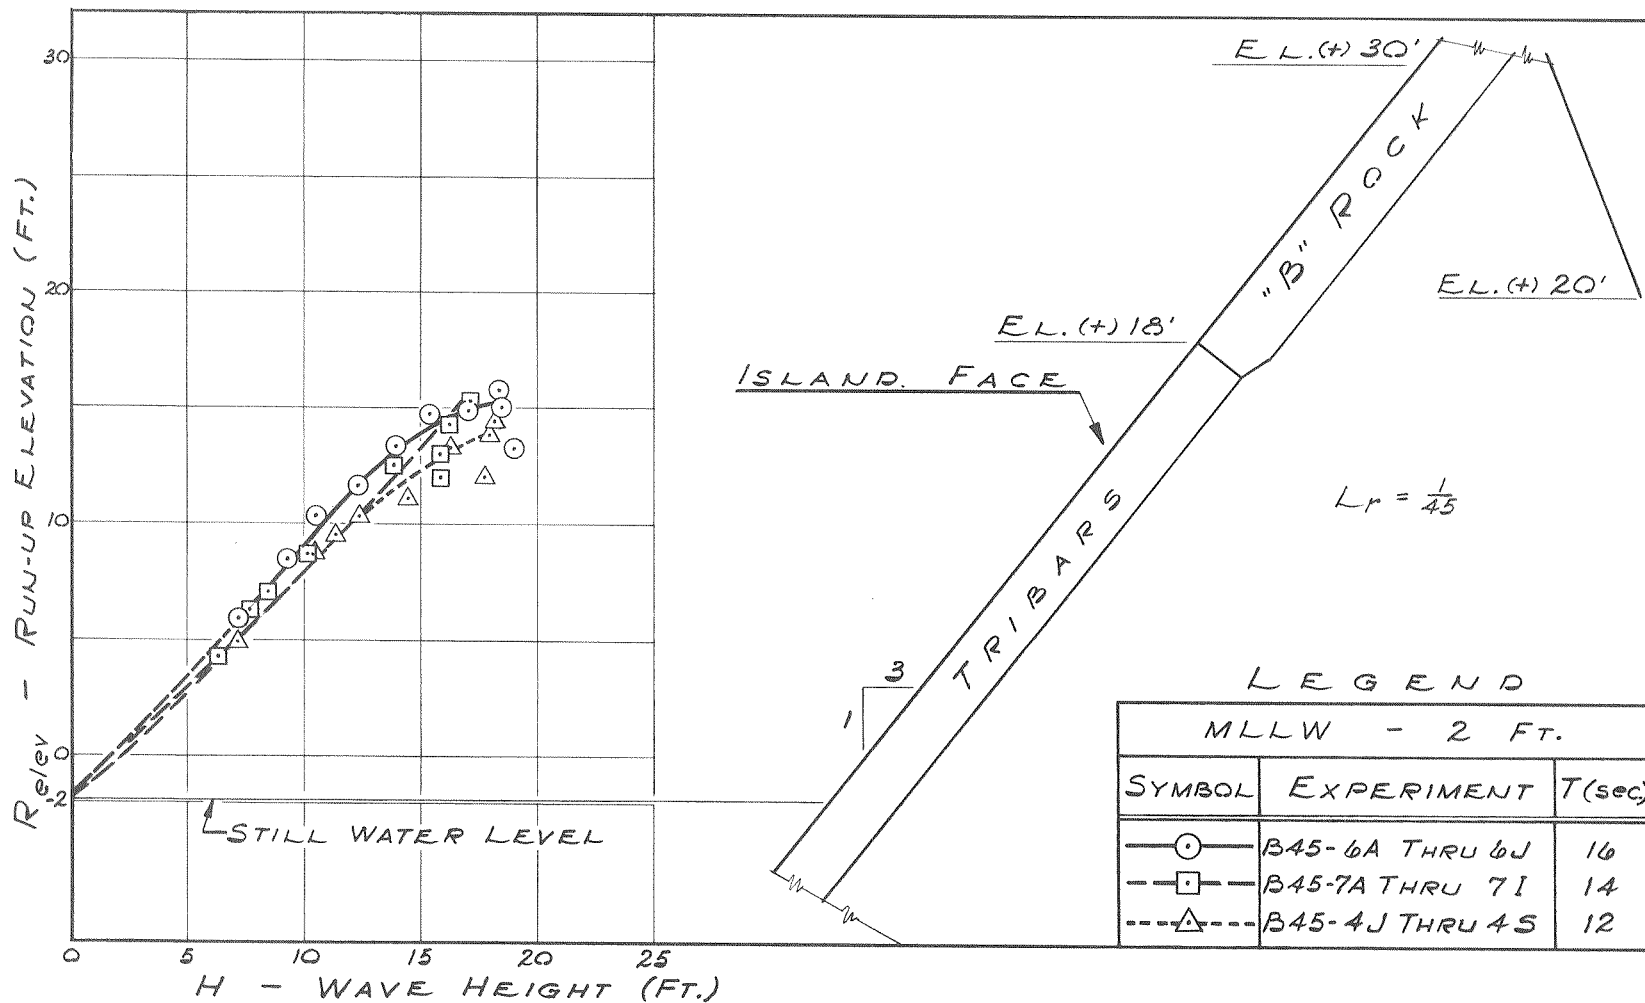 30
20
10
0
-2
Relev - RUN-UP ELEVATION (FT.)
0 5 10 15 20 25
H - WAVE HEIGHT (FT.)
STILL WATER LEVEL
EL. (+) 30'
"B" ROCK
EL. (+) 20'
EL. (+) 18'
ISLAND. FACE
TRIBARS
Lr = 1/45
3
1
LEGEND
MLLW - 2 FT.
SYMBOL EXPERIMENT T(sec)
B45-6A THRU 6J 16
B45-7A THRU 7I 14
B45-4J THRU 4S 12